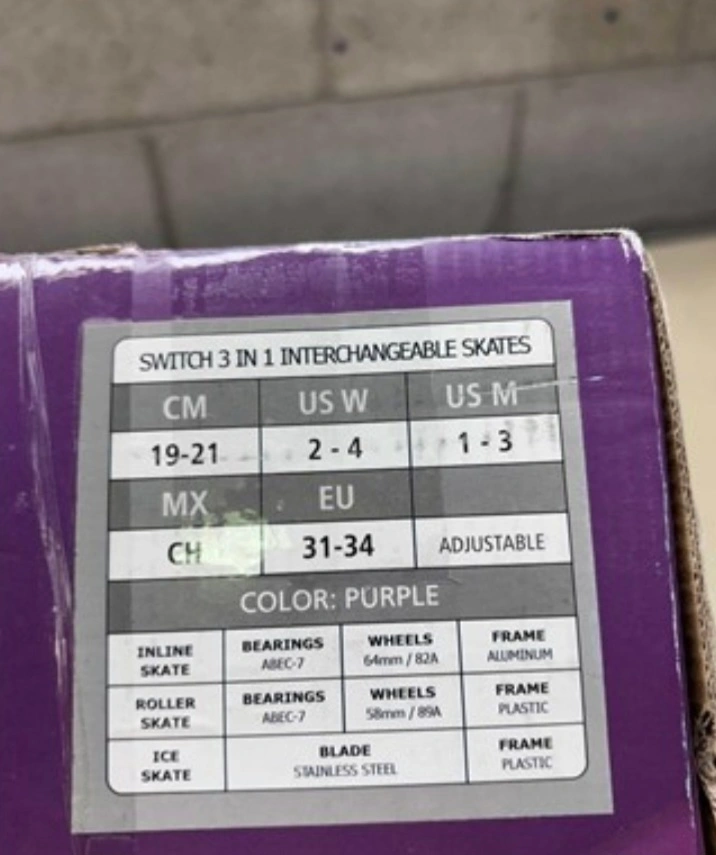 SWITCH 3 IN 1 INTERCHANGEABLE SKATES
CM US W US M
19-21 2 - 4 1 - 3
MX EU
CH 31-34 ADJUSTABLE
COLOR: PURPLE
INLINE SKATE BEARINGS ABEC-7 WHEELS 64mm / 82A FRAME ALUMINUM
ROLLER SKATE BEARINGS ABEC-7 WHEELS 58mm / 89A FRAME PLASTIC
ICE SKATE BLADE STAINLESS STEEL FRAME PLASTIC